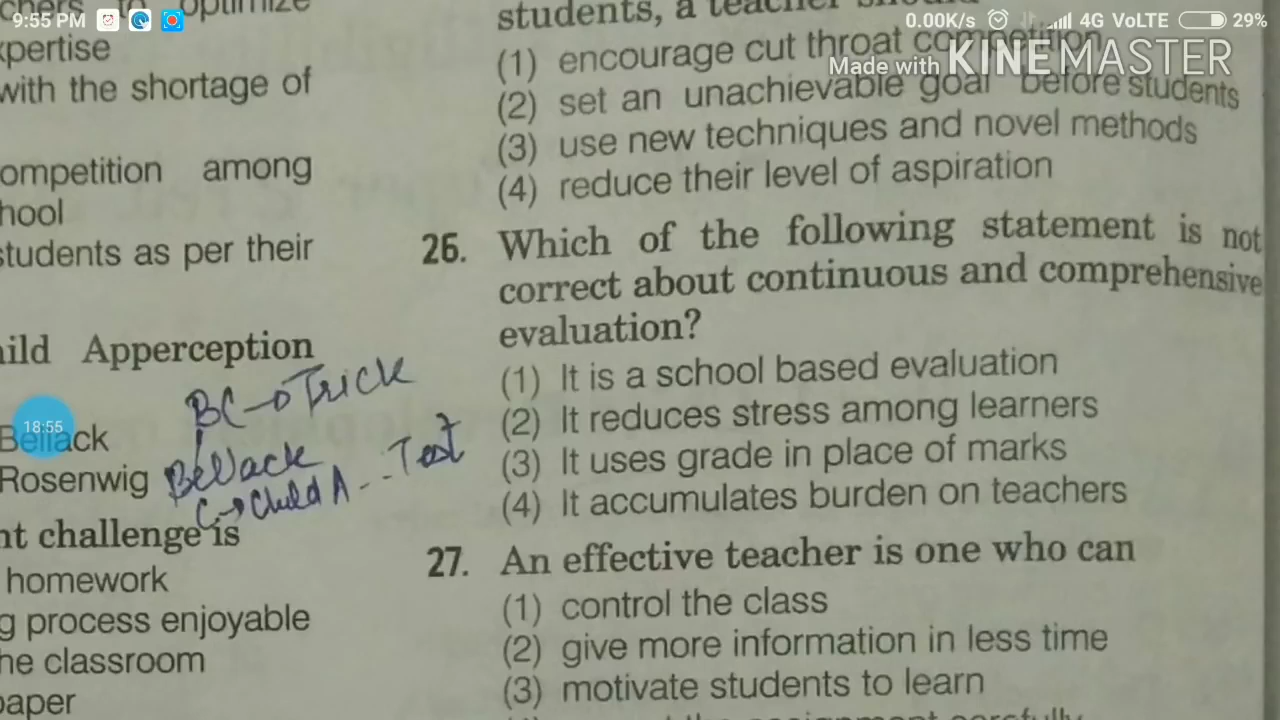 9:55 PM
0.00K/s 4G VoLTE 29%
Made with KINEMASTER
optimize
xpertise
with the shortage of
ompetition among
hool
students as per their
ild Apperception
BC→Trick
18:55
Bellack
Rosenwig
Bellack
C→Child A... Test
nt challenge is
homework
g process enjoyable
he classroom
paper
students, a teacher should
(1) encourage cut throat competition
(2) set an unachievable goal before students
(3) use new techniques and novel methods
(4) reduce their level of aspiration
26. Which of the following statement is not
correct about continuous and comprehensive
evaluation?
(1) It is a school based evaluation
(2) It reduces stress among learners
(3) It uses grade in place of marks
(4) It accumulates burden on teachers
27. An effective teacher is one who can
(1) control the class
(2) give more information in less time
(3) motivate students to learn